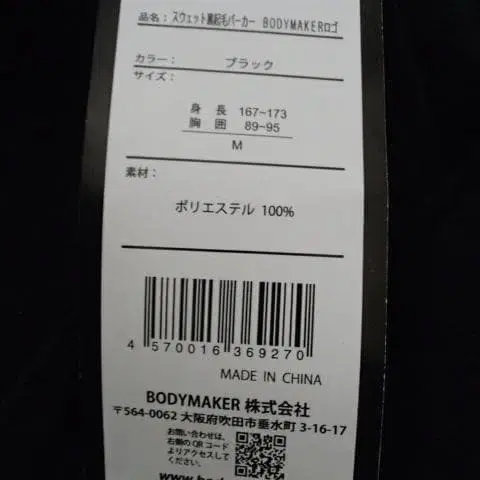 品名：スウェット裏起毛パーカー BODYMAKERロゴ
カラー： ブラック
サイズ：
身 長 167~173
胸 囲 89~95
M
素材：
ポリエステル 100%
4 570016 369270
MADE IN CHINA
BODYMAKER 株式会社
〒564-0062 大阪府吹田市垂水町 3-16-17
お問い合わせは、
右側のQRコード
よりアクセスして
ください。